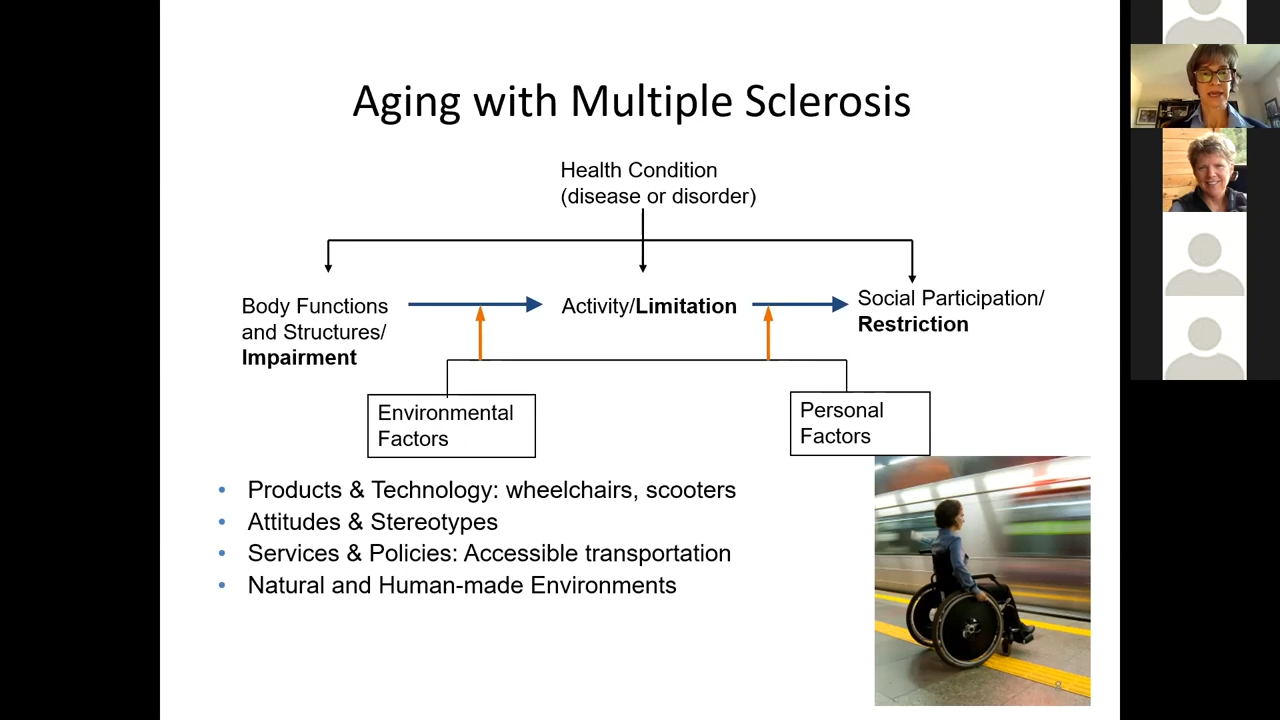 Aging with Multiple Sclerosis
Health Condition
(disease or disorder)
Body Functions
and Structures/
Impairment
Activity/Limitation
Social Participation/
Restriction
Environmental
Factors
Personal
Factors
• Products & Technology: wheelchairs, scooters
• Attitudes & Stereotypes
• Services & Policies: Accessible transportation
• Natural and Human-made Environments